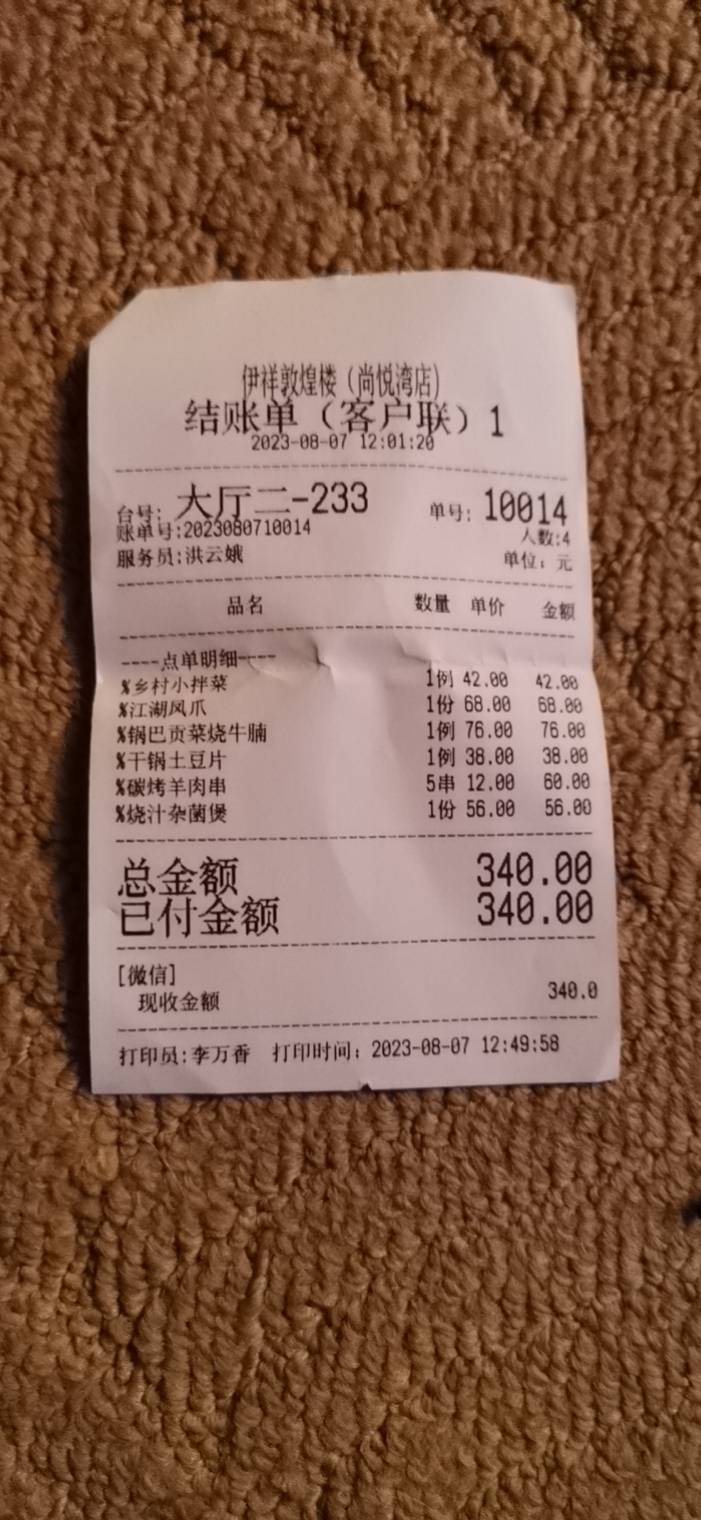 伊祥敦煌楼（尚悦湾店）
结账单（客户联）1
2023-08-07 12:01:20
台号: 大厅二-233 单号: 10014
账单号:2023080710014 人数:4
服务员:洪云娥 单位：元
品名 数量 单价 金额
----点单明细----
%乡村小拌菜 1例 42.00 42.00
%江湖凤爪 1份 68.00 68.00
%锅巴贡菜烧牛腩 1例 76.00 76.00
%干锅土豆片 1例 38.00 38.00
%碳烤羊肉串 5串 12.00 60.00
%烧汁杂菌煲 1份 56.00 56.00
总金额 340.00
已付金额 340.00
[微信]
现收金额 340.0
打印员:李万香 打印时间：2023-08-07 12:49:58